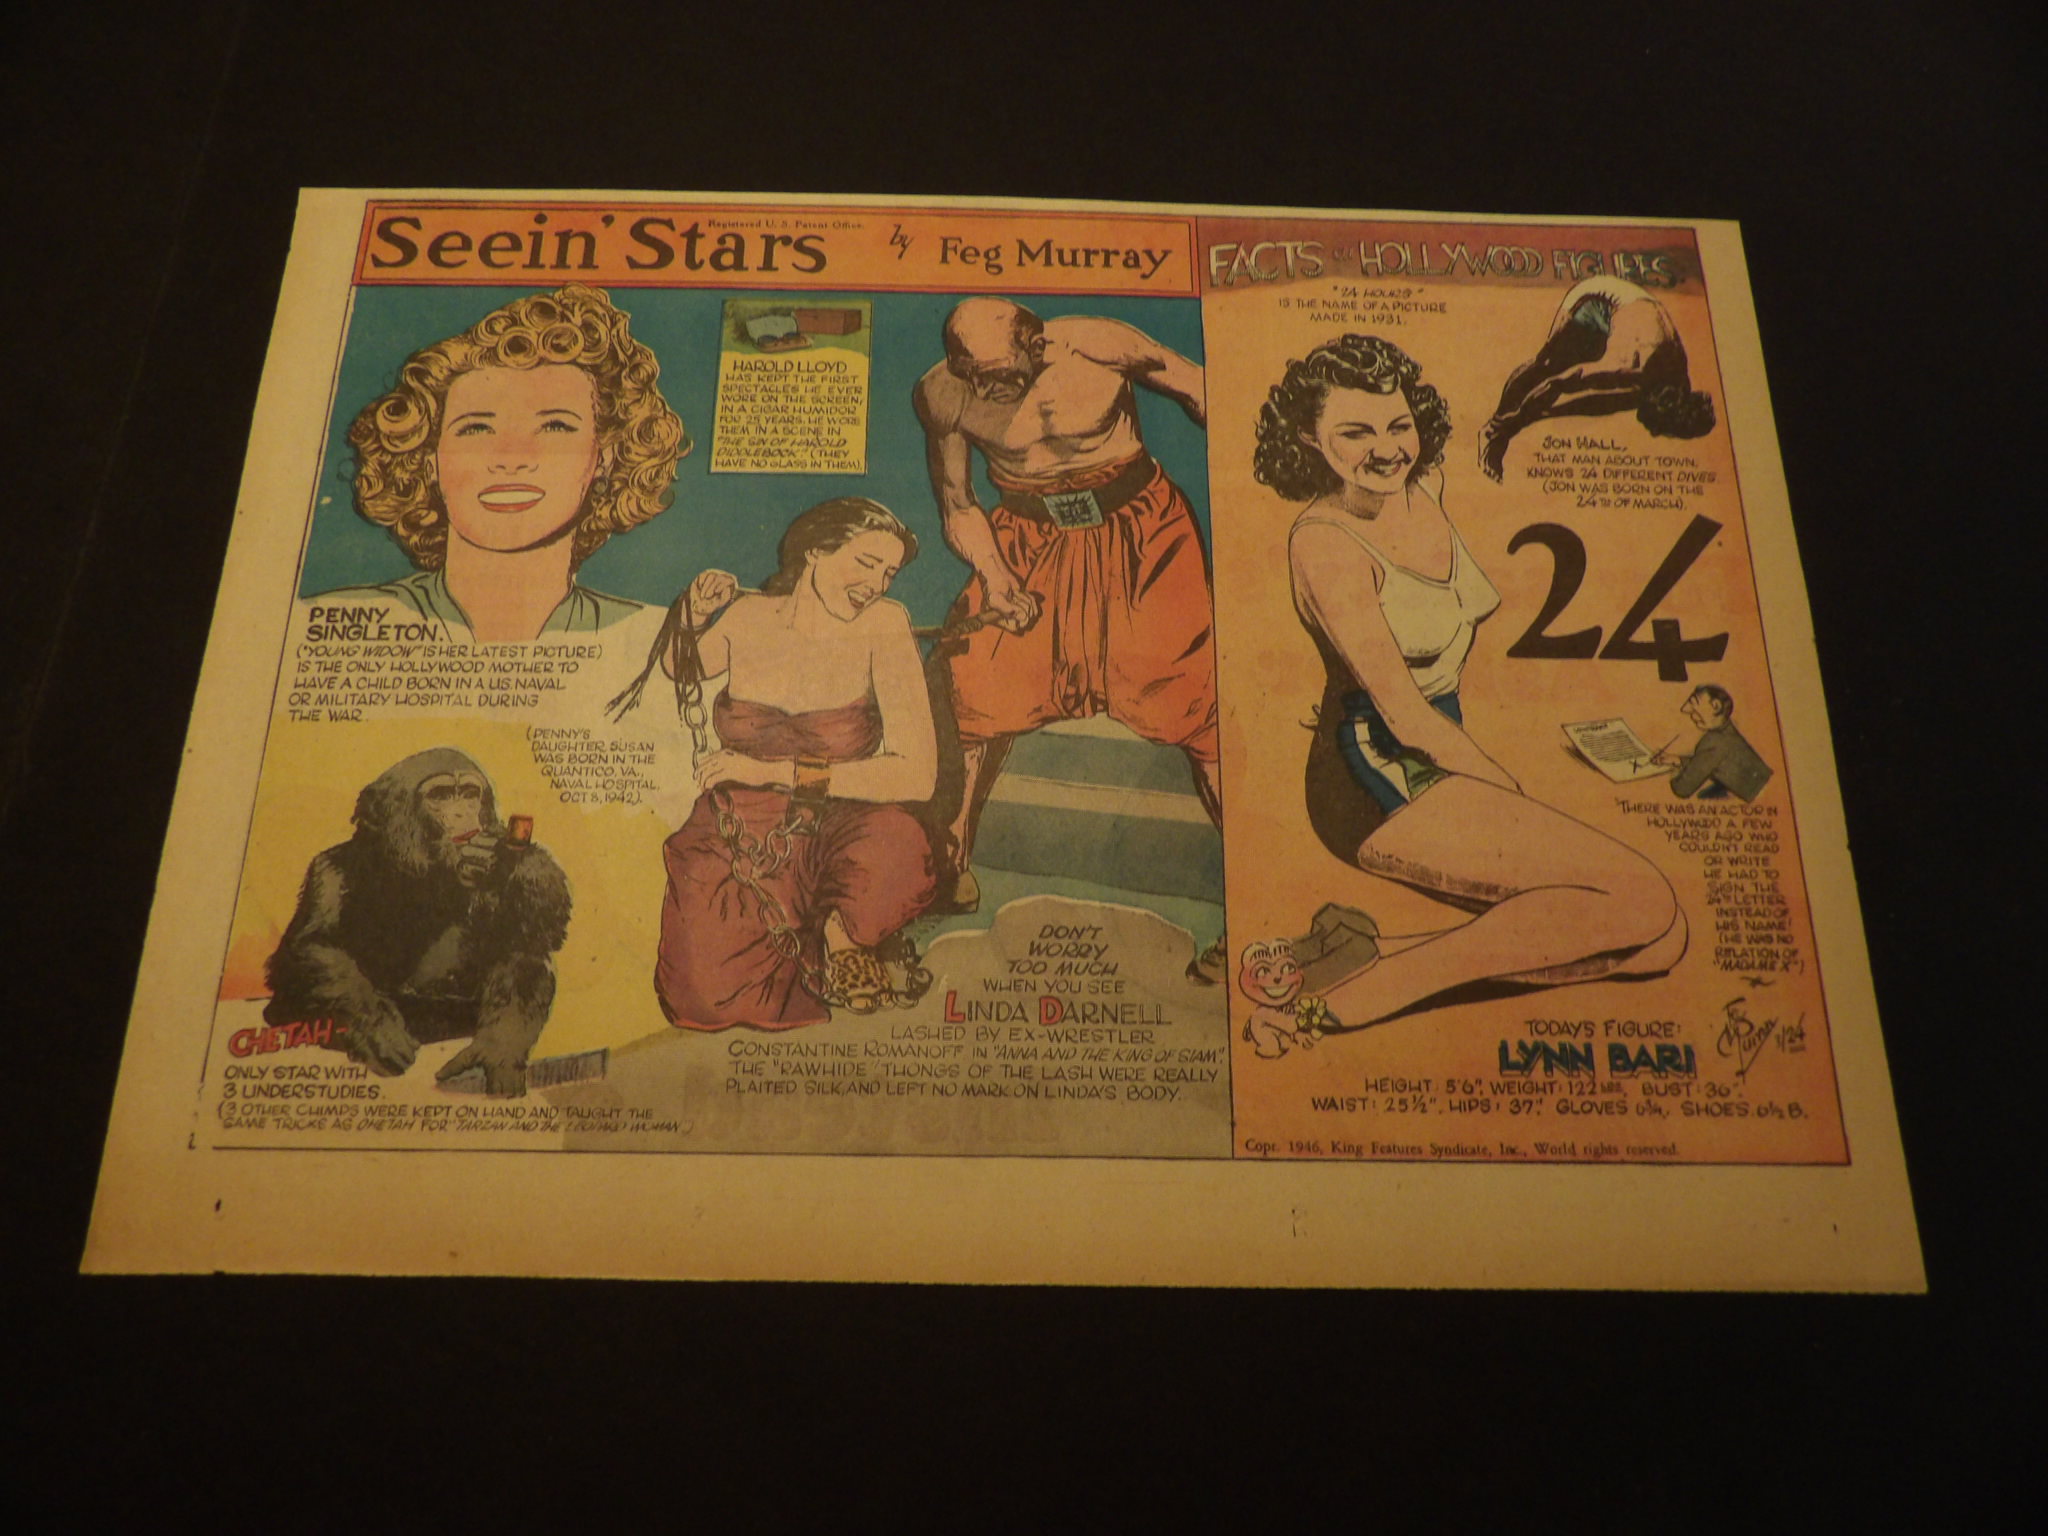 Seein' Stars
Registered U. S. Patent Office.
by Feg Murray
PENNY
SINGLETON.
("YOUNG WIDOW" IS HER LATEST PICTURE)
IS THE ONLY HOLLYWOOD MOTHER TO
HAVE A CHILD BORN IN A U.S. NAVAL
OR MILITARY HOSPITAL DURING
THE WAR.
(PENNY'S
DAUGHTER SUSAN
WAS BORN IN THE
QUANTICO, VA.,
NAVAL HOSPITAL,
OCT 8, 1942).
HAROLD LLOYD
HAS KEPT THE FIRST
SPECTACLES HE EVER
WORE ON THE SCREEN,
IN A CIGAR HUMIDOR
FOR 25 YEARS. HE WORE
THEM IN A SCENE IN
"THE SIN OF HAROLD
DIDDLEBOCK." (THEY
HAVE NO GLASS IN THEM).
CHETAH-
ONLY STAR WITH
3 UNDERSTUDIES.
(3 OTHER CHIMPS WERE KEPT ON HAND AND TAUGHT THE
SAME TRICKS AS CHETAH FOR "TARZAN AND THE LEOPARD WOMAN")
DON'T
WORRY
TOO MUCH
WHEN YOU SEE
LINDA DARNELL
LASHED BY EX-WRESTLER
CONSTANTINE ROMANOFF IN "ANNA AND THE KING OF SIAM".
THE "RAWHIDE" THONGS OF THE LASH WERE REALLY
PLAITED SILK, AND LEFT NO MARK ON LINDA'S BODY.
FACTS HOLLYWOOD FIGURES.
"24 HOURS"
IS THE NAME OF A PICTURE
MADE IN 1931.
JON HALL,
THAT MAN ABOUT TOWN,
KNOWS 24 DIFFERENT DIVES.
(JON WAS BORN ON THE
24TH OF MARCH).
24
THERE WAS AN ACTOR IN
HOLLYWOOD A FEW
YEARS AGO WHO
COULDN'T READ
OR WRITE
HE HAD TO
SIGN THE
24TH LETTER
INSTEAD OF
HIS NAME!
(HE WAS NO
RELATION OF
"MADAME X")
X
3/24
TODAY'S FIGURE:
LYNN BARI
HEIGHT: 5'6", WEIGHT: 122 LBS. BUST: 36".
WAIST: 25½". HIPS: 37". GLOVES 6¾, SHOES. 6½ B.
Copr. 1946, King Features Syndicate, Inc., World rights reserved.